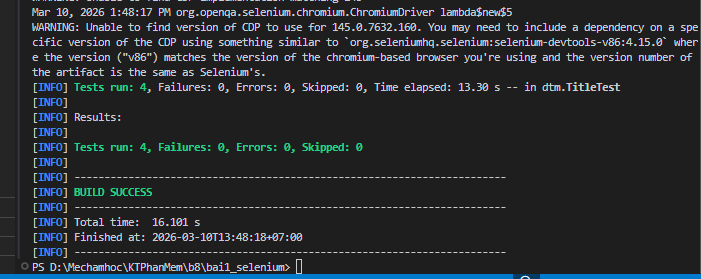 Mar 10, 2026 1:48:17 PM org.openqa.selenium.chromium.ChromiumDriver lambda$new$5
WARNING: Unable to find version of CDP to use for 145.0.7632.160. You may need to include a dependency on a spe
cific version of the CDP using something similar to `org.seleniumhq.selenium:selenium-devtools-v86:4.15.0` wher
e the version ("v86") matches the version of the chromium-based browser you're using and the version number of
the artifact is the same as Selenium's.
[INFO] Tests run: 4, Failures: 0, Errors: 0, Skipped: 0, Time elapsed: 13.30 s -- in dtm.TitleTest
[INFO]
[INFO] Results:
[INFO]
[INFO] Tests run: 4, Failures: 0, Errors: 0, Skipped: 0
[INFO]
[INFO] ------------------------------------------------------------------------
[INFO] BUILD SUCCESS
[INFO] ------------------------------------------------------------------------
[INFO] Total time:  16.101 s
[INFO] Finished at: 2026-03-10T13:48:18+07:00
[INFO] ------------------------------------------------------------------------
PS D:\Mechamhoc\KTPhanMem\b8\bai1_selenium>